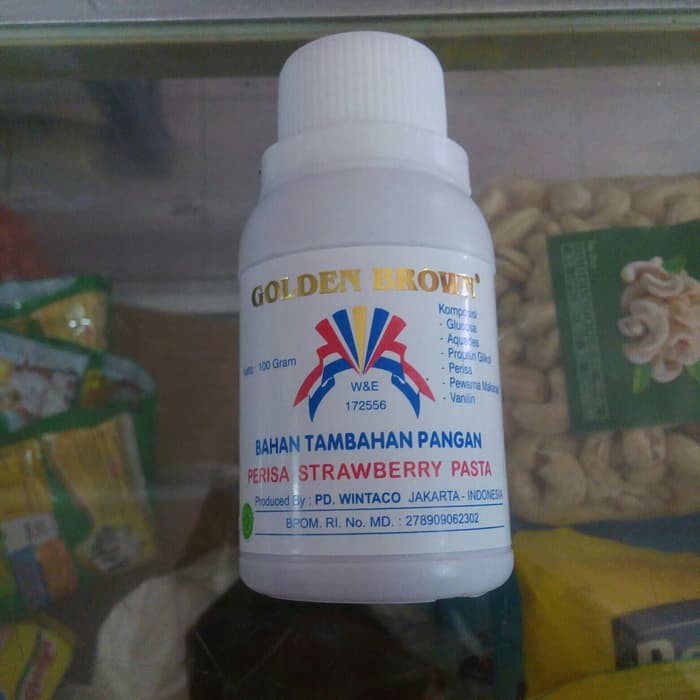 GOLDEN BROWN
Komposisi
- Glucosa
- Aquades
- Propilin Glikol
- Perisa
- Pewarna Makanan
- Vanilin
Netto : 100 Gram
W&E
172556
BAHAN TAMBAHAN PANGAN
PERISA STRAWBERRY PASTA
Produced By : PD. WINTACO JAKARTA - INDONESIA
BPOM. RI. No. MD. : 278909062302